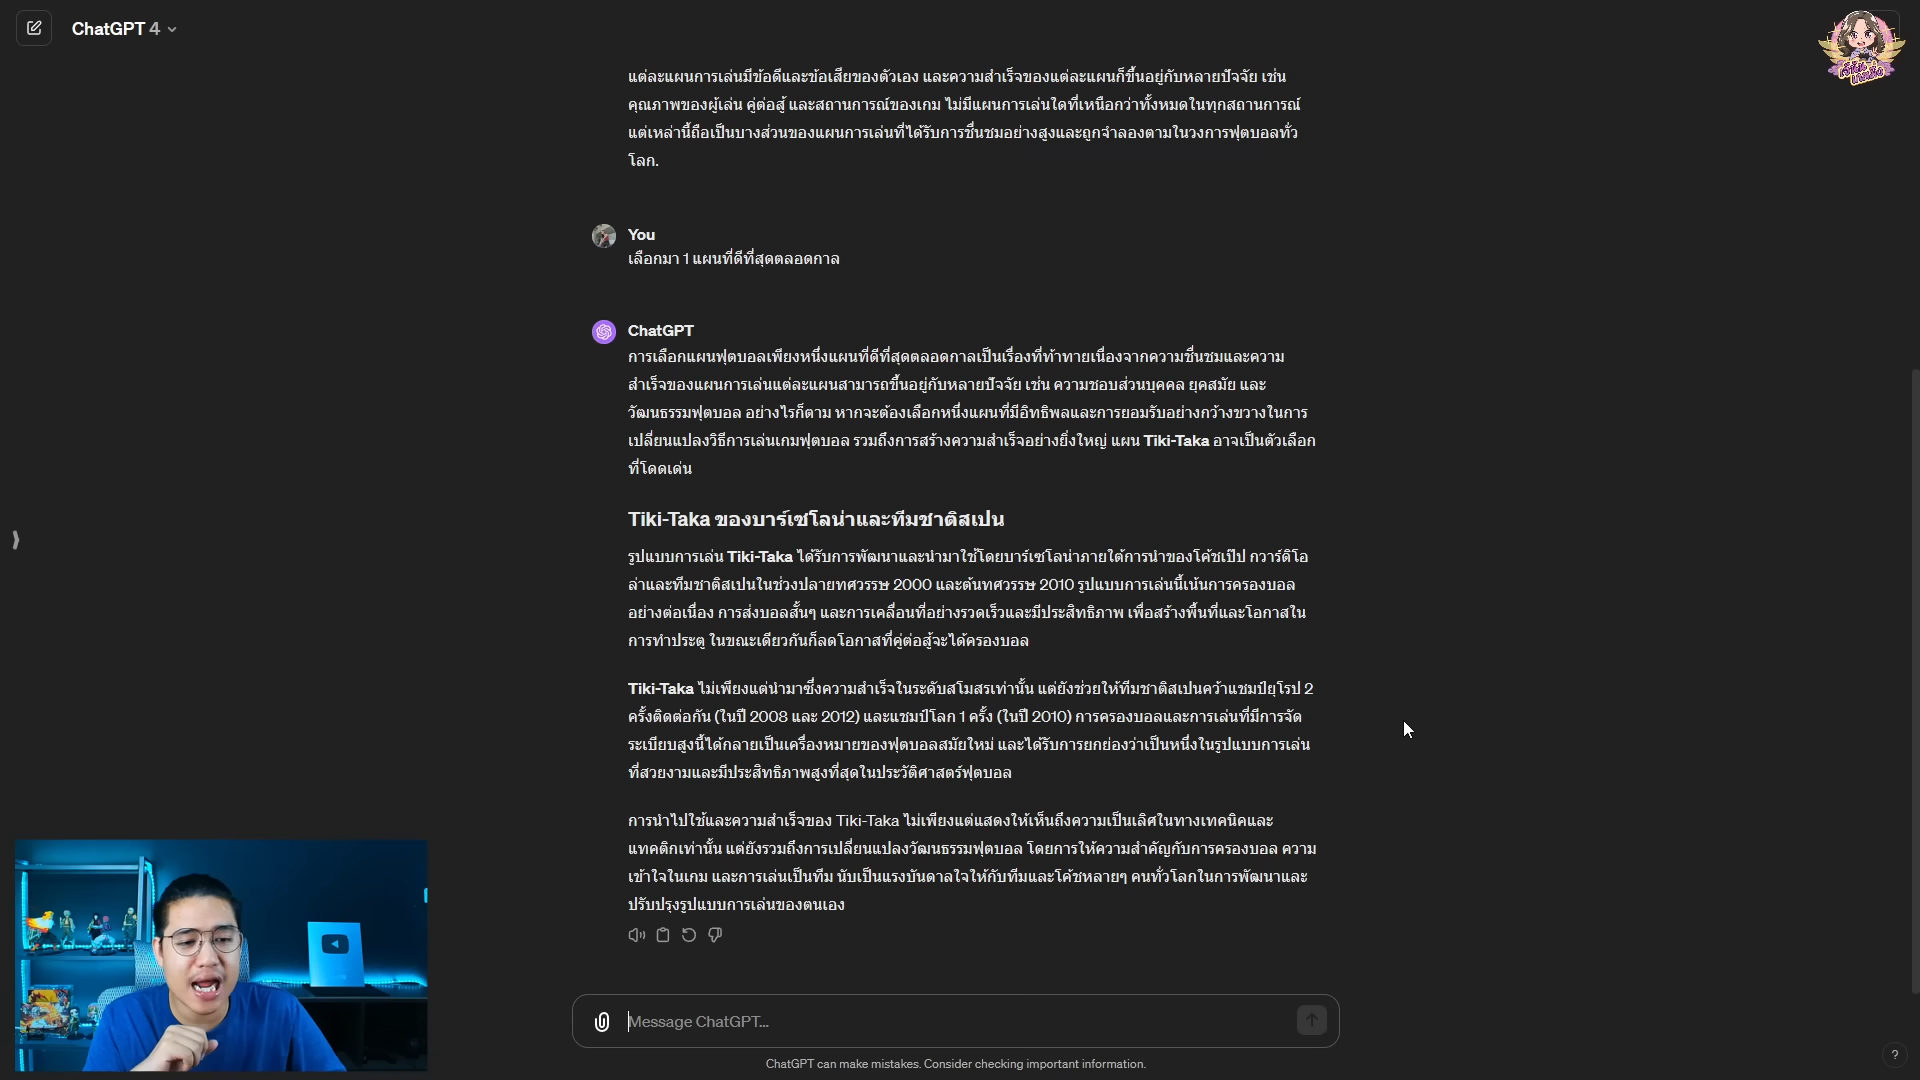 ChatGPT 4
แต่ละแผนการเล่นมีข้อดีและข้อเสียของตัวเอง และความสำเร็จของแต่ละแผนก็ขึ้นอยู่กับหลายปัจจัย เช่น
คุณภาพของผู้เล่น คู่ต่อสู้ และสถานการณ์ของเกม ไม่มีแผนการเล่นใดที่เหนือกว่าทั้งหมดในทุกสถานการณ์
แต่เหล่านี้ถือเป็นบางส่วนของแผนการเล่นที่ได้รับการชื่นชมอย่างสูงและถูกจำลองตามในวงการฟุตบอลทั่ว
โลก.
You
เลือกมา 1 แผนที่ดีที่สุดตลอดกาล
ChatGPT
การเลือกแผนฟุตบอลเพียงหนึ่งแผนที่ดีที่สุดตลอดกาลเป็นเรื่องที่ท้าทายเนื่องจากความชื่นชมและความ
สำเร็จของแผนการเล่นแต่ละแผนสามารถขึ้นอยู่กับหลายปัจจัย เช่น ความชอบส่วนบุคคล ยุคสมัย และ
วัฒนธรรมฟุตบอล อย่างไรก็ตาม หากจะต้องเลือกหนึ่งแผนที่มีอิทธิพลและการยอมรับอย่างกว้างขวางในการ
เปลี่ยนแปลงวิธีการเล่นเกมฟุตบอล รวมถึงการสร้างความสำเร็จอย่างยิ่งใหญ่ แผน Tiki-Taka อาจเป็นตัวเลือก
ที่โดดเด่น
Tiki-Taka ของบาร์เซโลน่าและทีมชาติสเปน
รูปแบบการเล่น Tiki-Taka ได้รับการพัฒนาและนำมาใช้โดยบาร์เซโลน่าภายใต้การนำของโค้ชเป๊ป กวาร์ดิโอ
ล่าและทีมชาติสเปนในช่วงปลายทศวรรษ 2000 และต้นทศวรรษ 2010 รูปแบบการเล่นนี้เน้นการครองบอล
อย่างต่อเนื่อง การส่งบอลสั้นๆ และการเคลื่อนที่อย่างรวดเร็วและมีประสิทธิภาพ เพื่อสร้างพื้นที่และโอกาสใน
การทำประตู ในขณะเดียวกันก็ลดโอกาสที่คู่ต่อสู้จะได้ครองบอล
Tiki-Taka ไม่เพียงแต่นำมาซึ่งความสำเร็จในระดับสโมสรเท่านั้น แต่ยังช่วยให้ทีมชาติสเปนคว้าแชมป์ยุโรป 2
ครั้งติดต่อกัน (ในปี 2008 และ 2012) และแชมป์โลก 1 ครั้ง (ในปี 2010) การครองบอลและการเล่นที่มีการจัด
ระเบียบสูงนี้ได้กลายเป็นเครื่องหมายของฟุตบอลสมัยใหม่ และได้รับการยกย่องว่าเป็นหนึ่งในรูปแบบการเล่น
ที่สวยงามและมีประสิทธิภาพสูงที่สุดในประวัติศาสตร์ฟุตบอล
การนำไปใช้และความสำเร็จของ Tiki-Taka ไม่เพียงแต่แสดงให้เห็นถึงความเป็นเลิศในทางเทคนิคและ
แทคติกเท่านั้น แต่ยังรวมถึงการเปลี่ยนแปลงวัฒนธรรมฟุตบอล โดยการให้ความสำคัญกับการครองบอล ความ
เข้าใจในเกม และการเล่นเป็นทีม นับเป็นแรงบันดาลใจให้กับทีมและโค้ชหลายๆ คนทั่วโลกในการพัฒนาและ
ปรับปรุงรูปแบบการเล่นของตนเอง
Message ChatGPT...
ChatGPT can make mistakes. Consider checking important information.
?